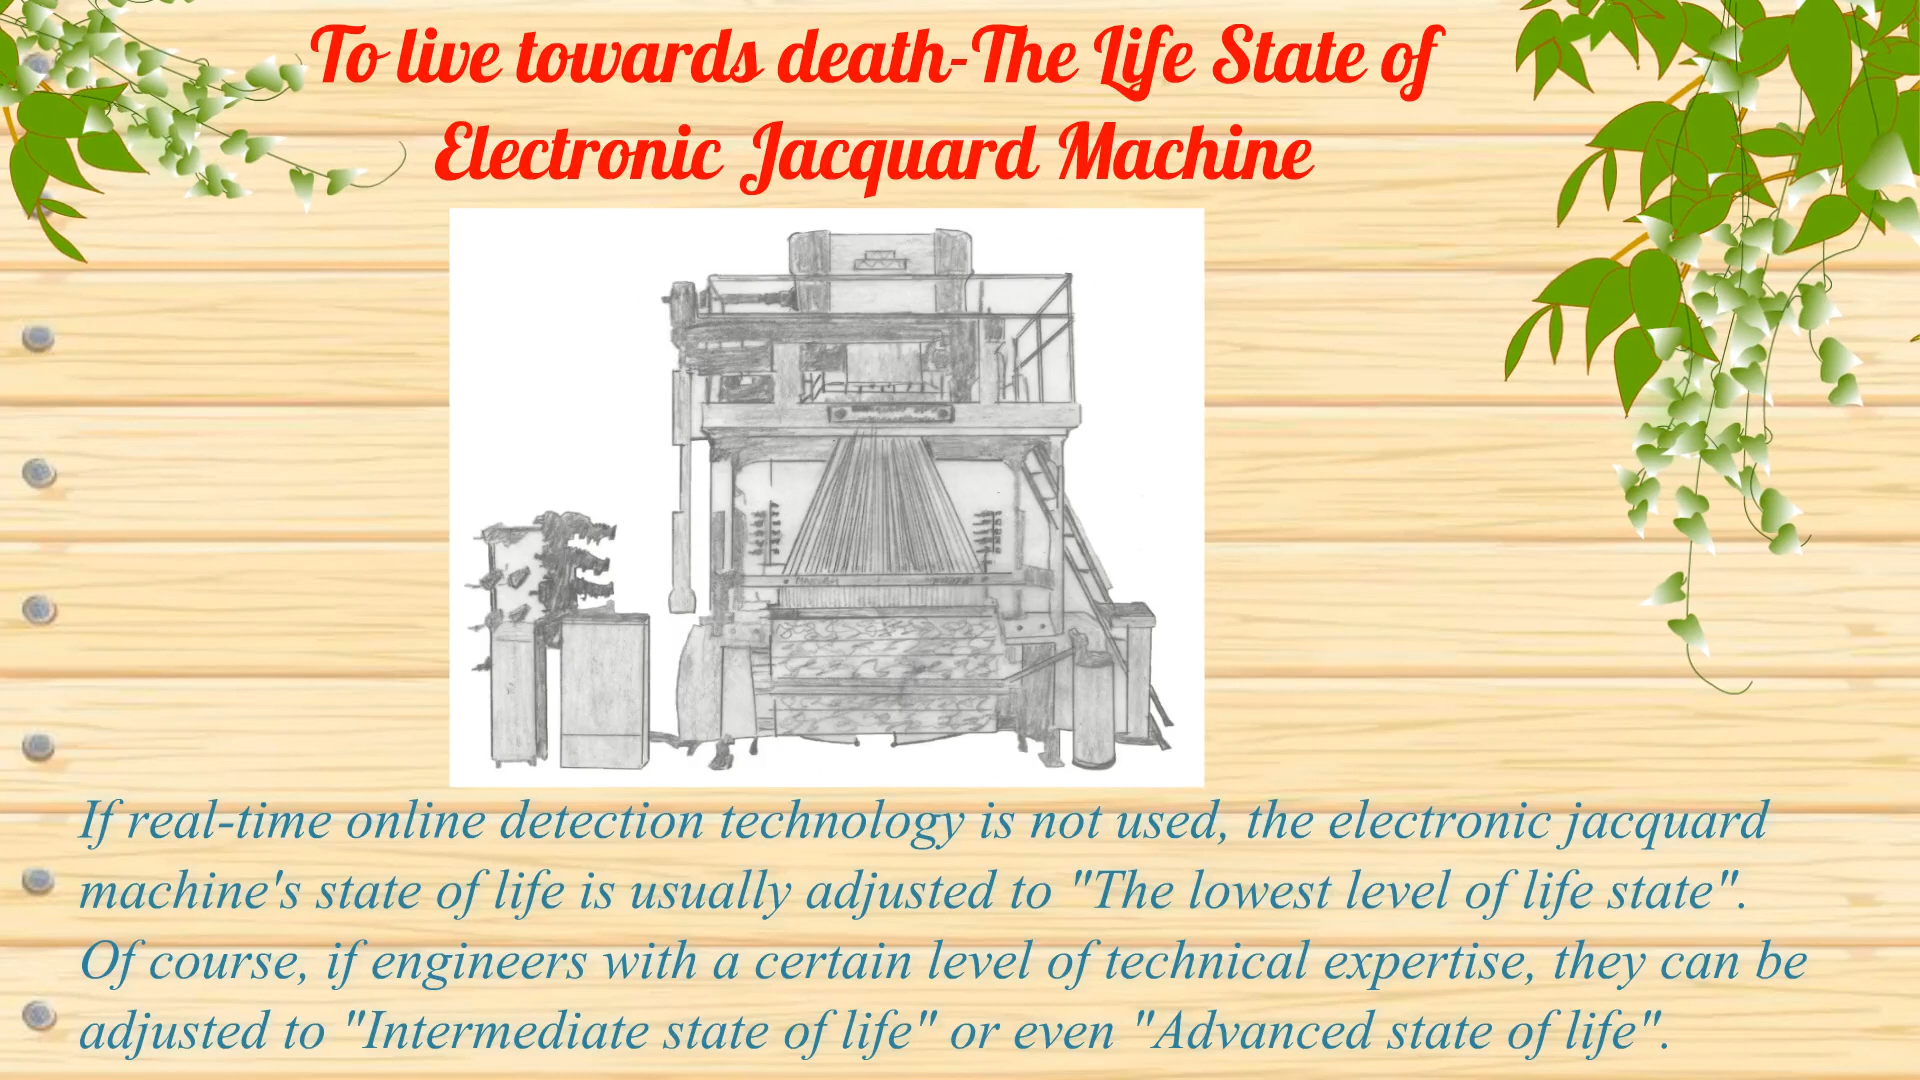 To live towards death-The Life State of
Electronic Jacquard Machine
If real-time online detection technology is not used, the electronic jacquard
machine's state of life is usually adjusted to "The lowest level of life state".
Of course, if engineers with a certain level of technical expertise, they can be
adjusted to "Intermediate state of life" or even "Advanced state of life".